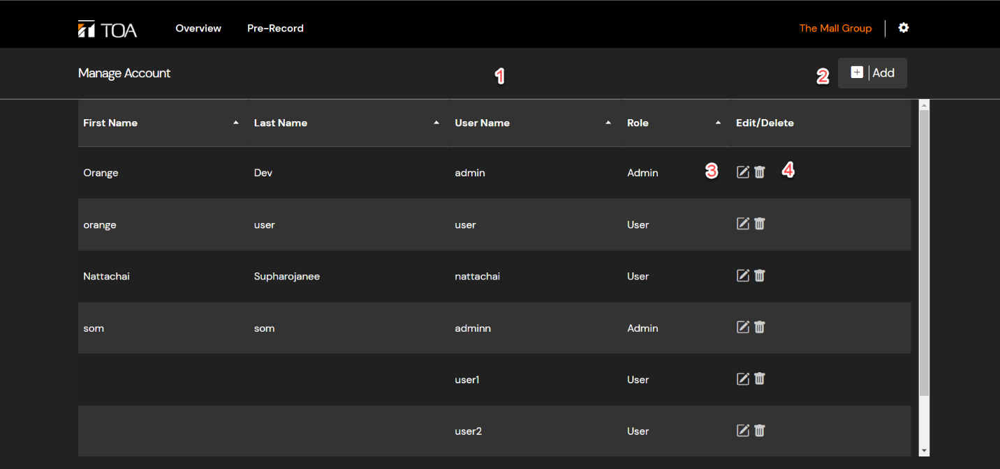 TOA Overview Pre-Record The Mall Group
Manage Account 1 2 Add
First Name Last Name User Name Role Edit/Delete
Orange Dev admin Admin 3 4
orange user user User
Nattachai Supharojanee nattachai User
som som adminn Admin
user1 User
user2 User